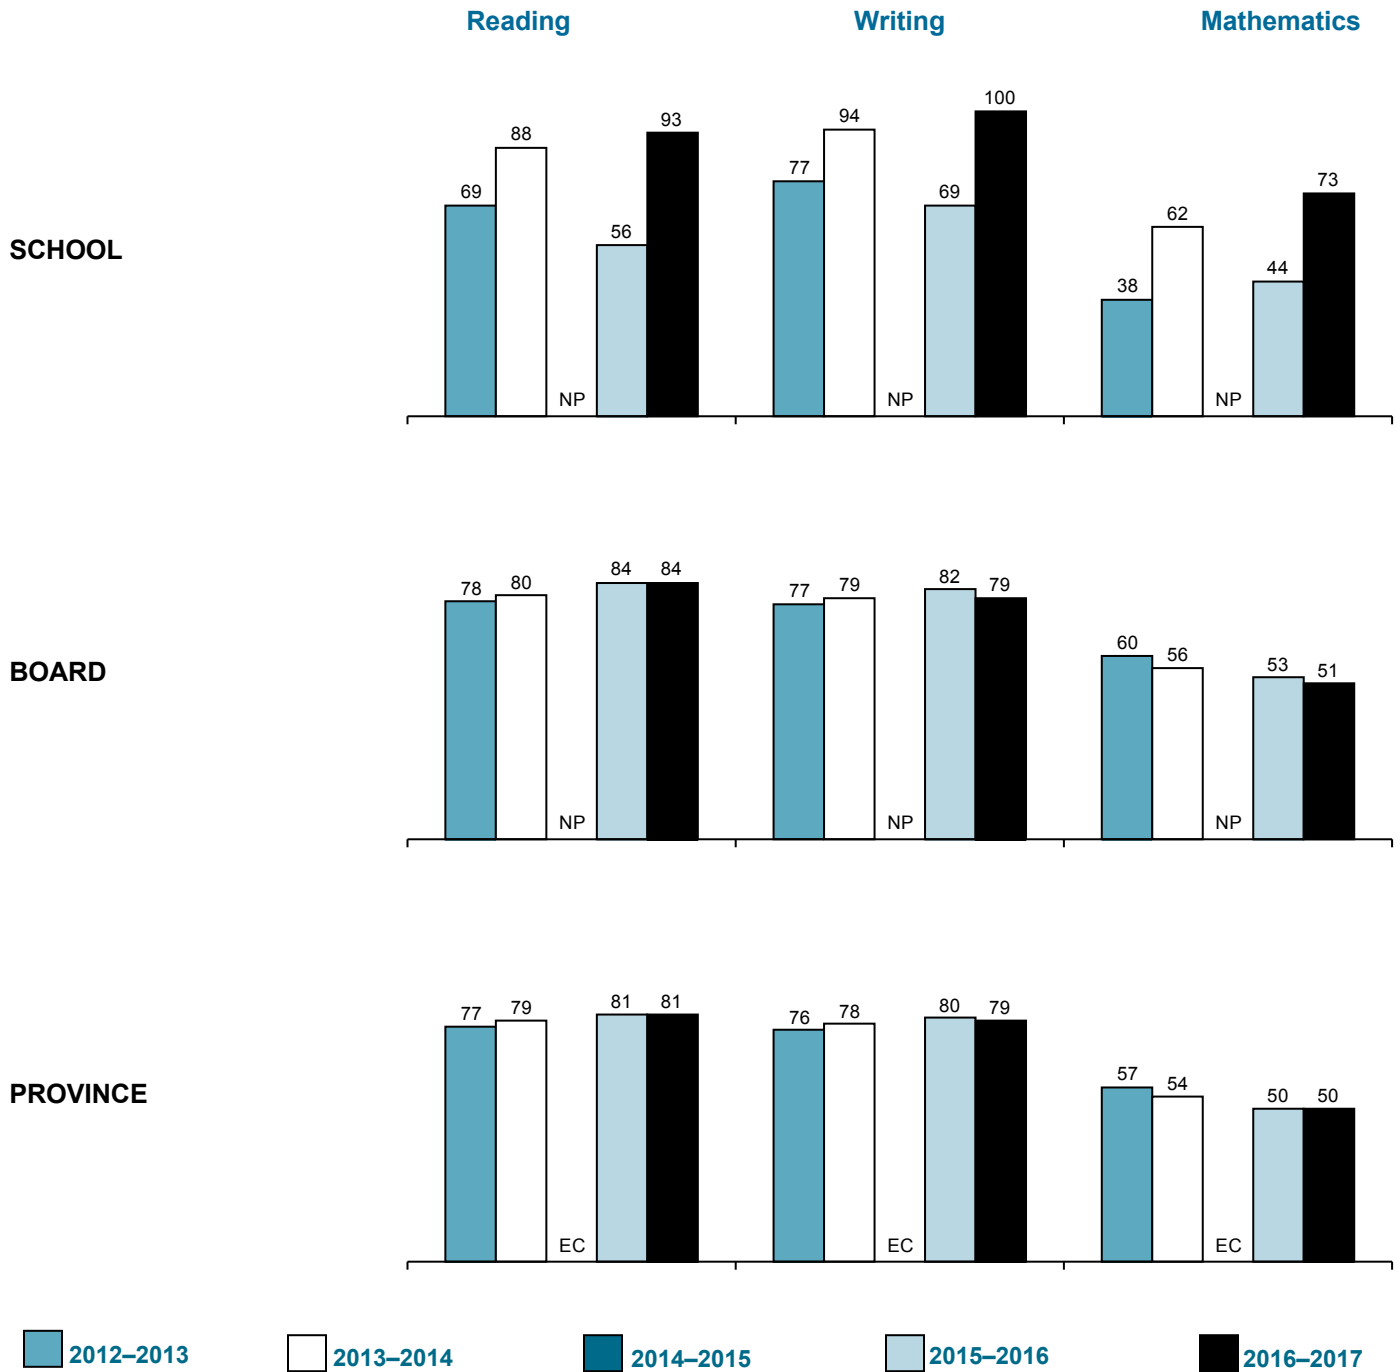 Reading Writing Mathematics
SCHOOL
69 88 NP 56 93 77 94 NP 69 100 38 62 NP 44 73
BOARD
78 80 NP 84 84 77 79 NP 82 79 60 56 NP 53 51
PROVINCE
77 79 EC 81 81 76 78 EC 80 79 57 54 EC 50 50
2012–2013 2013–2014 2014–2015 2015–2016 2016–2017